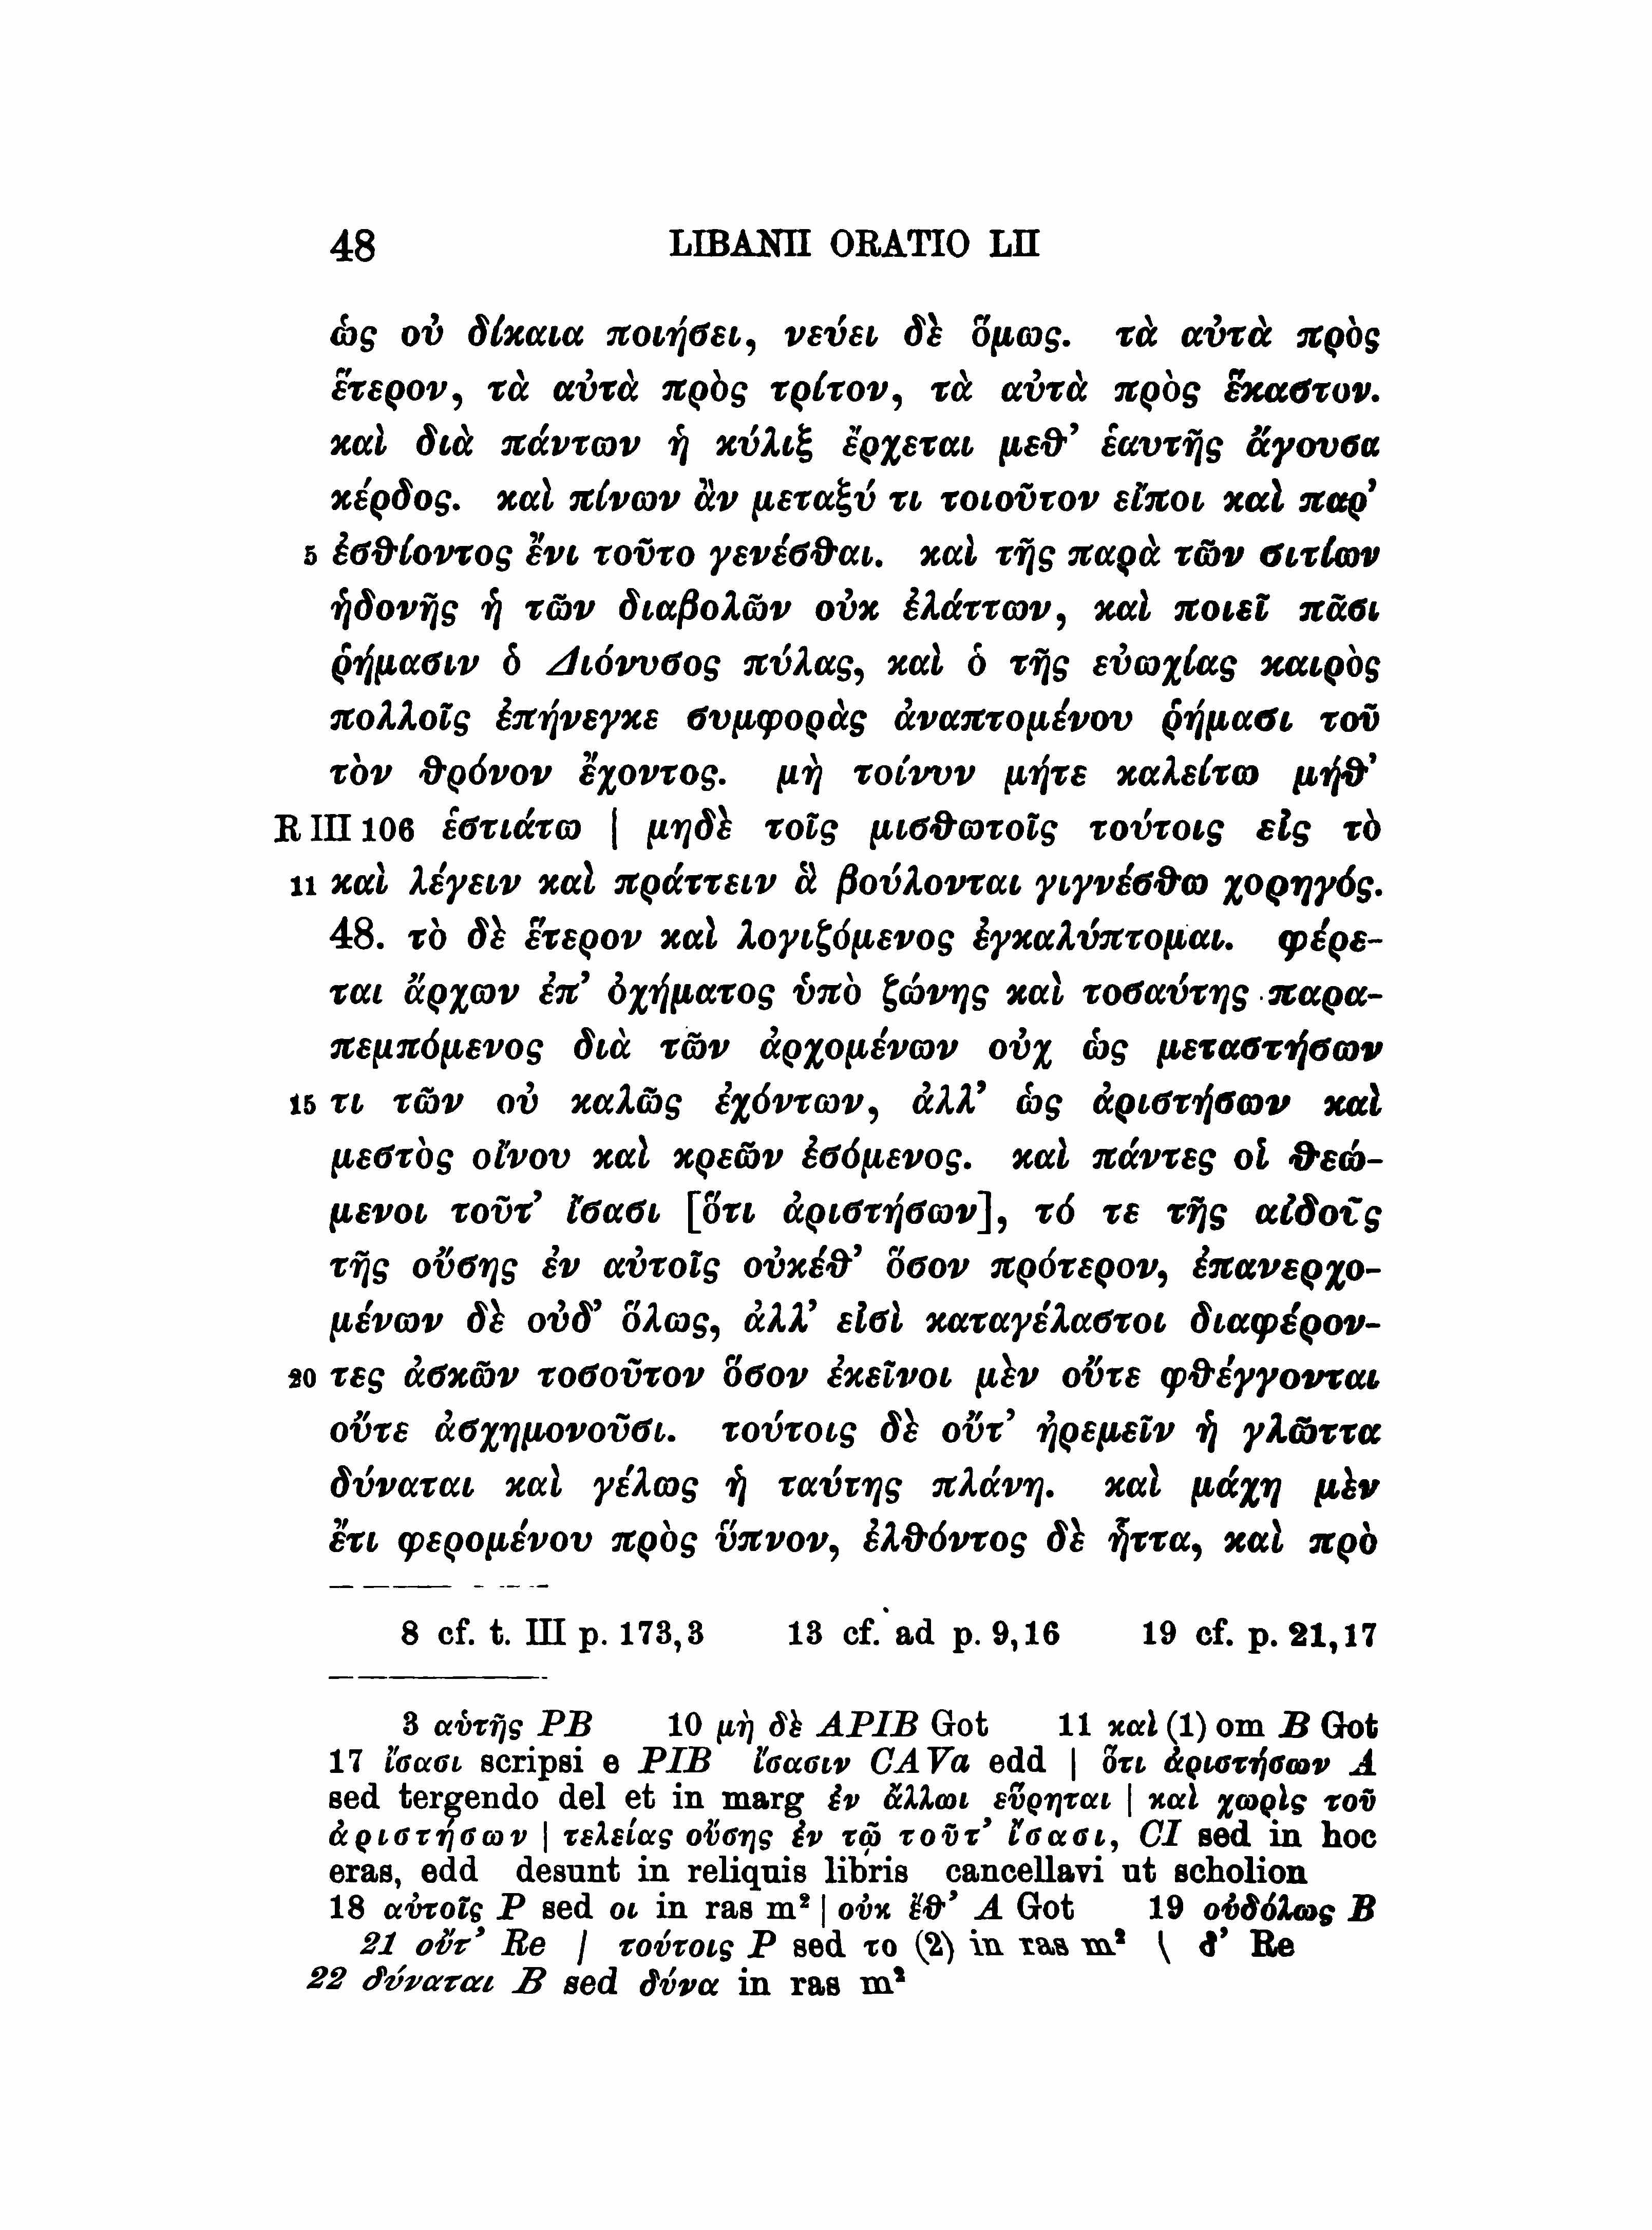 48 LIBANII ORATIO LII
ὡς οὐ δίκαια ποιήσει, νεύει δὲ ὅμως. τὰ αὐτὰ πρὸς
ἕτερον, τὰ αὐτὰ πρὸς τρίτον, τὰ αὐτὰ πρὸς ἕκαστον.
καὶ διὰ πάντων ἡ κύλιξ ἔρχεται μεθ’ ἑαυτῆς ἄγουσα
κέρδος. καὶ πίνων ἂν μεταξύ τι τοιοῦτον εἴποι καὶ παρ’
5 ἐσθίοντος ἔνι τοῦτο γενέσθαι. καὶ τῆς παρὰ τῶν σιτίων
ἡδονῆς ἡ τῶν διαβολῶν οὐκ ἐλάττων, καὶ ποιεῖ πᾶσι
ῥήμασιν ὁ Διόνυσος πύλας, καὶ ὁ τῆς εὐωχίας καιρὸς
πολλοῖς ἐπήνεγκε συμφορὰς ἀναπτομένου ῥήμασι τοῦ
τὸν θρόνον ἔχοντος. μὴ τοίνυν μήτε καλείτω μήθ’
R III 106 ἑστιάτω | μηδὲ τοῖς μισθωτοῖς τούτοις εἰς τὸ
11 καὶ λέγειν καὶ πράττειν ἃ βούλονται γιγνέσθω χορηγός.
48. τὸ δὲ ἕτερον καὶ λογιζόμενος ἐγκαλύπτομαι. φέρε-
ται ἄρχων ἐπ’ ὀχήματος ὑπὸ ζώνης καὶ τοσαύτης παρα-
πεμπόμενος διὰ τῶν ἀρχομένων οὐχ ὡς μεταστήσων
15 τι τῶν οὐ καλῶς ἐχόντων, ἀλλ’ ὡς ἀριστήσων καὶ
μεστὸς οἴνου καὶ κρεῶν ἐσόμενος. καὶ πάντες οἱ θεώ-
μενοι τοῦτ’ ἴσασι [ὅτι ἀριστήσων], τό τε τῆς αἰδοῦς
τῆς οὔσης ἐν αὐτοῖς οὐκέθ’ ὅσον πρότερον, ἐπανερχο-
μένων δὲ οὐδ’ ὅλως, ἀλλ’ εἰσὶ καταγέλαστοι διαφέρον-
20 τες ἀσκῶν τοσοῦτον ὅσον ἐκεῖνοι μὲν οὔτε φθέγγονται
οὔτε ἀσχημονοῦσι. τούτοις δὲ οὔτ’ ἠρεμεῖν ἡ γλῶττα
δύναται καὶ γέλως ἡ ταύτης πλάνη. καὶ μάχη μὲν
ἔτι φερομένου πρὸς ὕπνον, ἐλθόντος δὲ ἧττα, καὶ πρὸ
8 cf. t. III p. 173,3 13 cf. ad p. 9,16 19 cf. p. 21,17
3 αὑτῆς PB 10 μὴ δὲ APIB Got 11 καὶ (1) om B Got
17 ἴσασι scripsi e PIB ἴσασιν CAVa edd | ὅτι ἀριστήσων A
sed tergendo del et in marg ἐν ἄλλωι εὕρηται | καὶ χωρὶς τοῦ
ἀριστήσων | τελείας οὔσης ἐν τῷ τοῦτ’ ἴσασι, CI sed in hoc
eras, edd desunt in reliquis libris cancellavi ut scholion
18 αὐτοῖς P sed οι in ras m² | οὐκ ἔθ’ A Got 19 οὐδόλως B
21 οὔτ’ Re | τούτοις P sed το (2) in ras m² | δ’ Re
22 δύναται B sed δύνα in ras m²